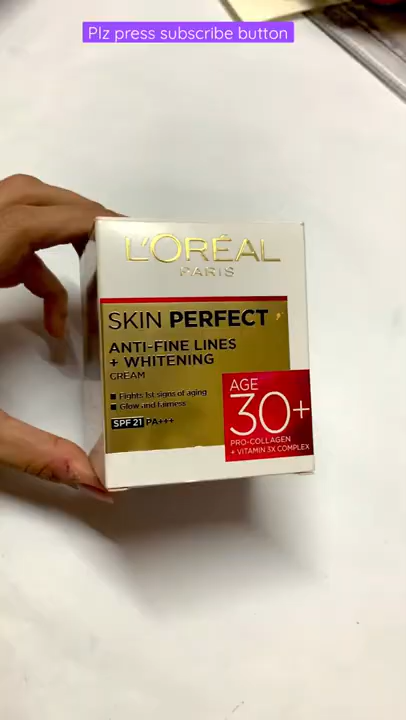 Plz press subscribe button
L'ORÉAL
PARIS
SKIN PERFECT
ANTI-FINE LINES
+ WHITENING
CREAM
Fights 1st signs of aging
Glow and fairness
SPF 21 PA+++
AGE
30+
PRO-COLLAGEN
+ VITAMIN 3X COMPLEX